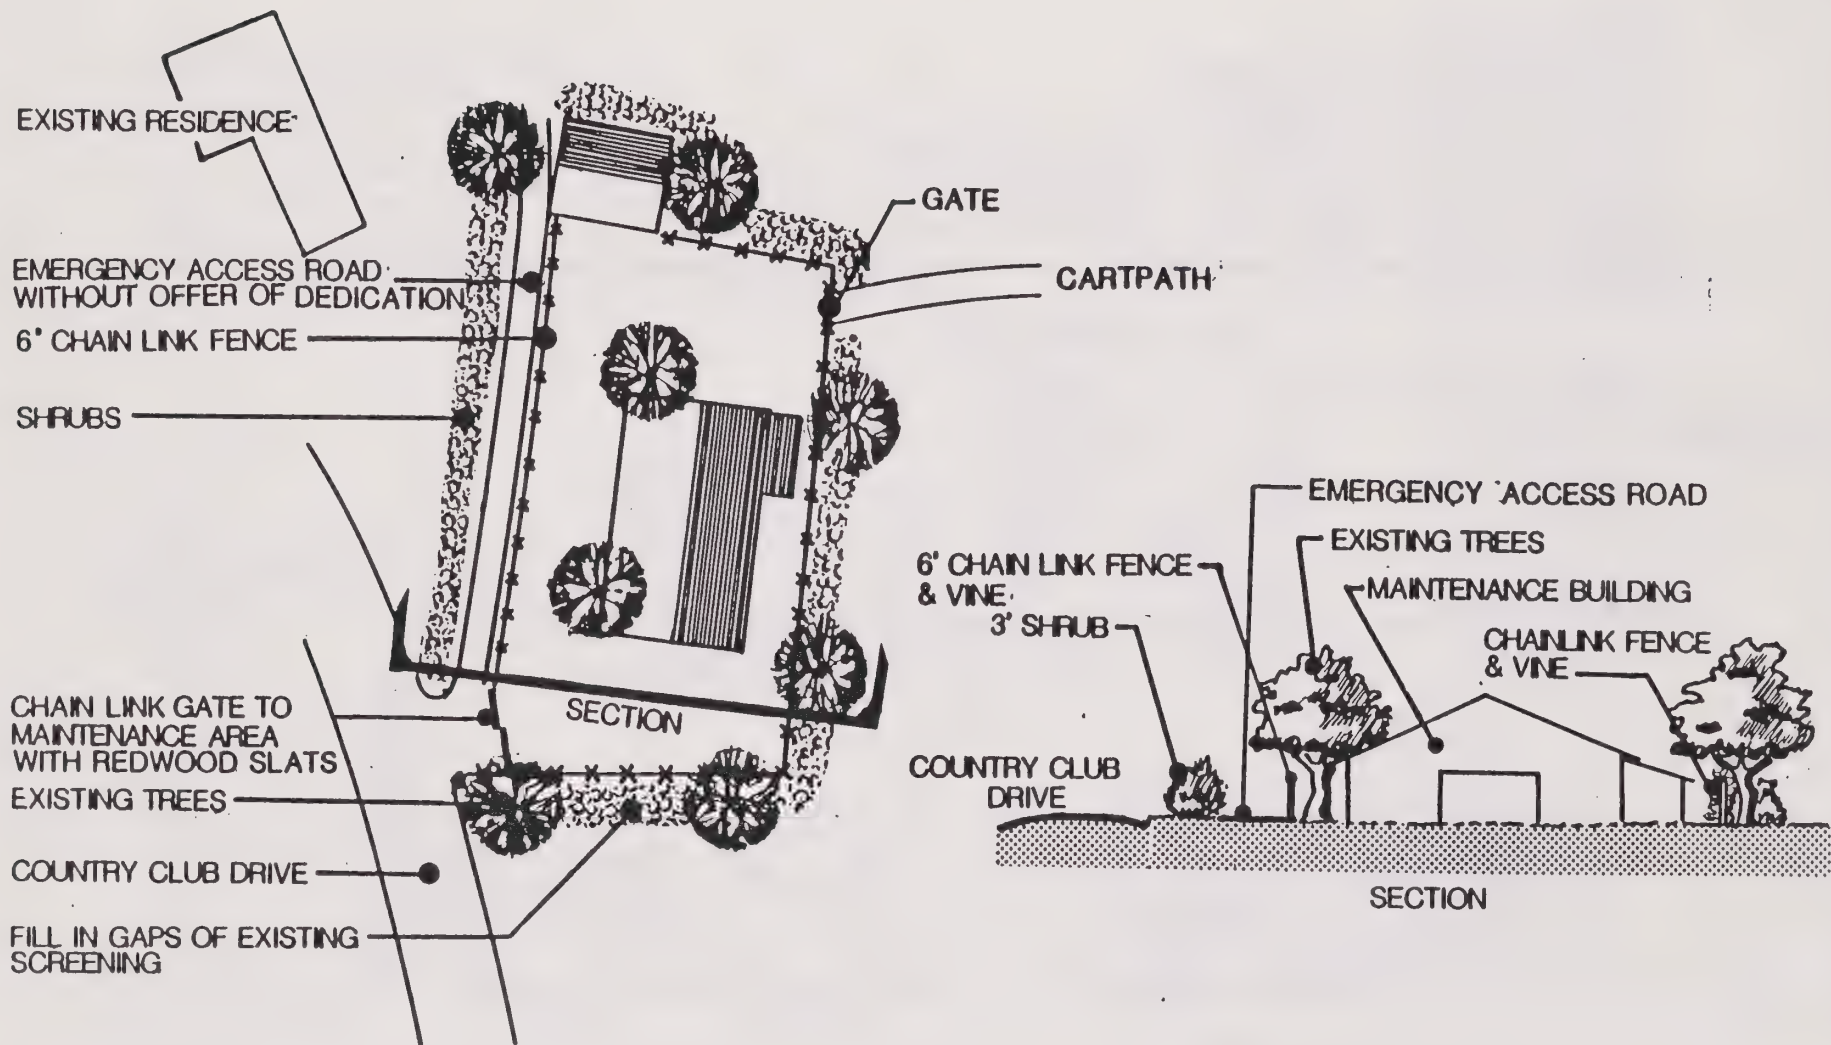 EXISTING RESIDENCE
EMERGENCY ACCESS ROAD
WITHOUT OFFER OF DEDICATION
6' CHAIN LINK FENCE
SHRUBS
GATE
CARTPATH
CHAIN LINK GATE TO
MAINTENANCE AREA
WITH REDWOOD SLATS
EXISTING TREES
COUNTRY CLUB DRIVE
FILL IN GAPS OF EXISTING
SCREENING
SECTION
EMERGENCY ACCESS ROAD
EXISTING TREES
6' CHAIN LINK FENCE
& VINE
MAINTENANCE BUILDING
3' SHRUB
CHAINLINK FENCE
& VINE
COUNTRY CLUB
DRIVE
SECTION